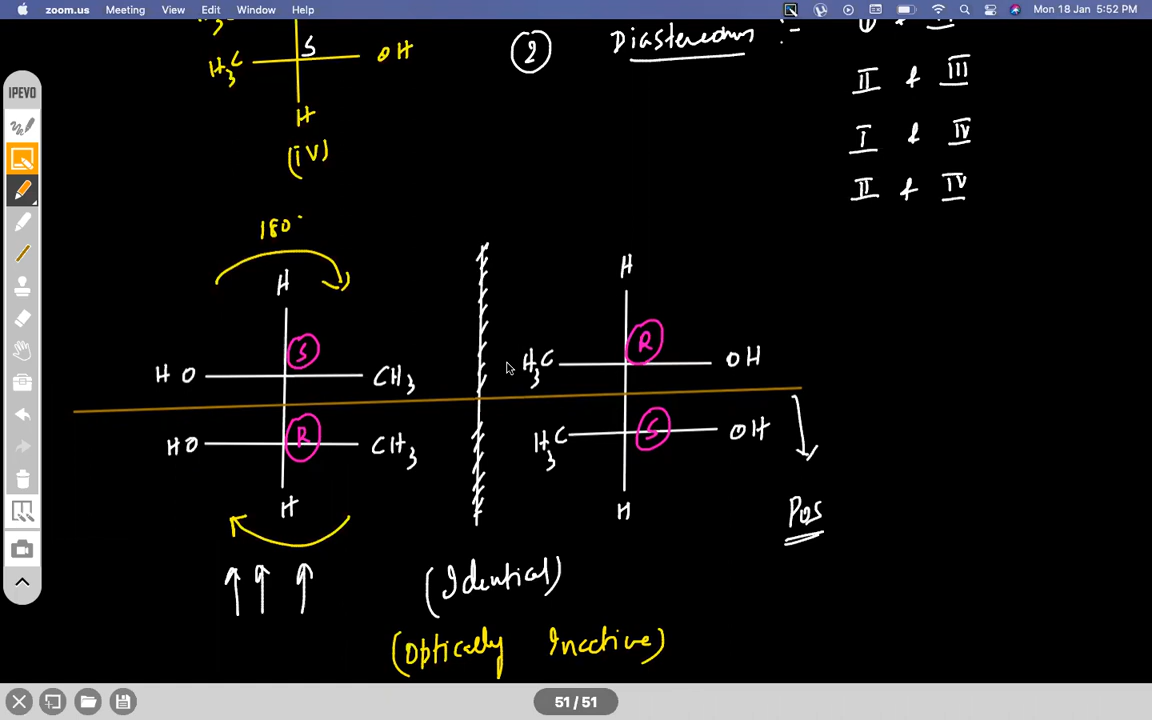 zoom.us Meeting View Edit Window Help Mon 18 Jan 5:52 PM
IPEVO
H3C S OH
H
(iV)
2 Diastereomers :-
II & III
I & IV
II & IV
180°
H H
S R
HO CH3 H3C OH
R S
HO CH3 H3C OH
H H
POS
(Identical)
(Optically Inactive)
51 / 51